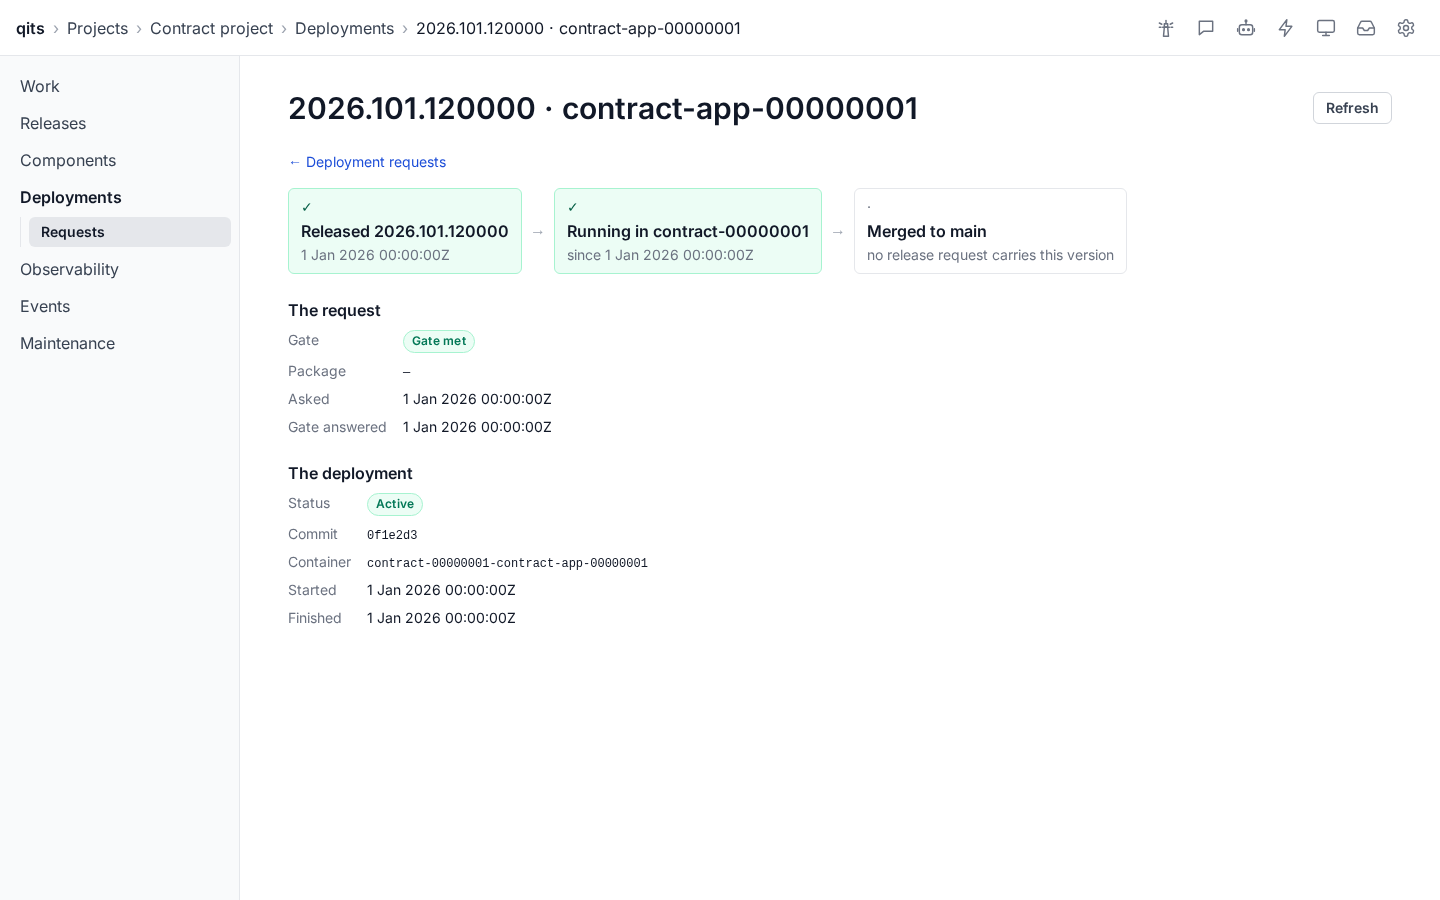 qits › Projects › Contract project › Deployments › 2026.101.120000 · contract-app-00000001
Work
Releases
Components
Deployments
Requests
Observability
Events
Maintenance
2026.101.120000 · contract-app-00000001
Refresh
← Deployment requests
✓
Released 2026.101.120000
1 Jan 2026 00:00:00Z
→
✓
Running in contract-00000001
since 1 Jan 2026 00:00:00Z
→
·
Merged to main
no release request carries this version
The request
Gate Gate met
Package –
Asked 1 Jan 2026 00:00:00Z
Gate answered 1 Jan 2026 00:00:00Z
The deployment
Status Active
Commit 0f1e2d3
Container contract-00000001-contract-app-00000001
Started 1 Jan 2026 00:00:00Z
Finished 1 Jan 2026 00:00:00Z